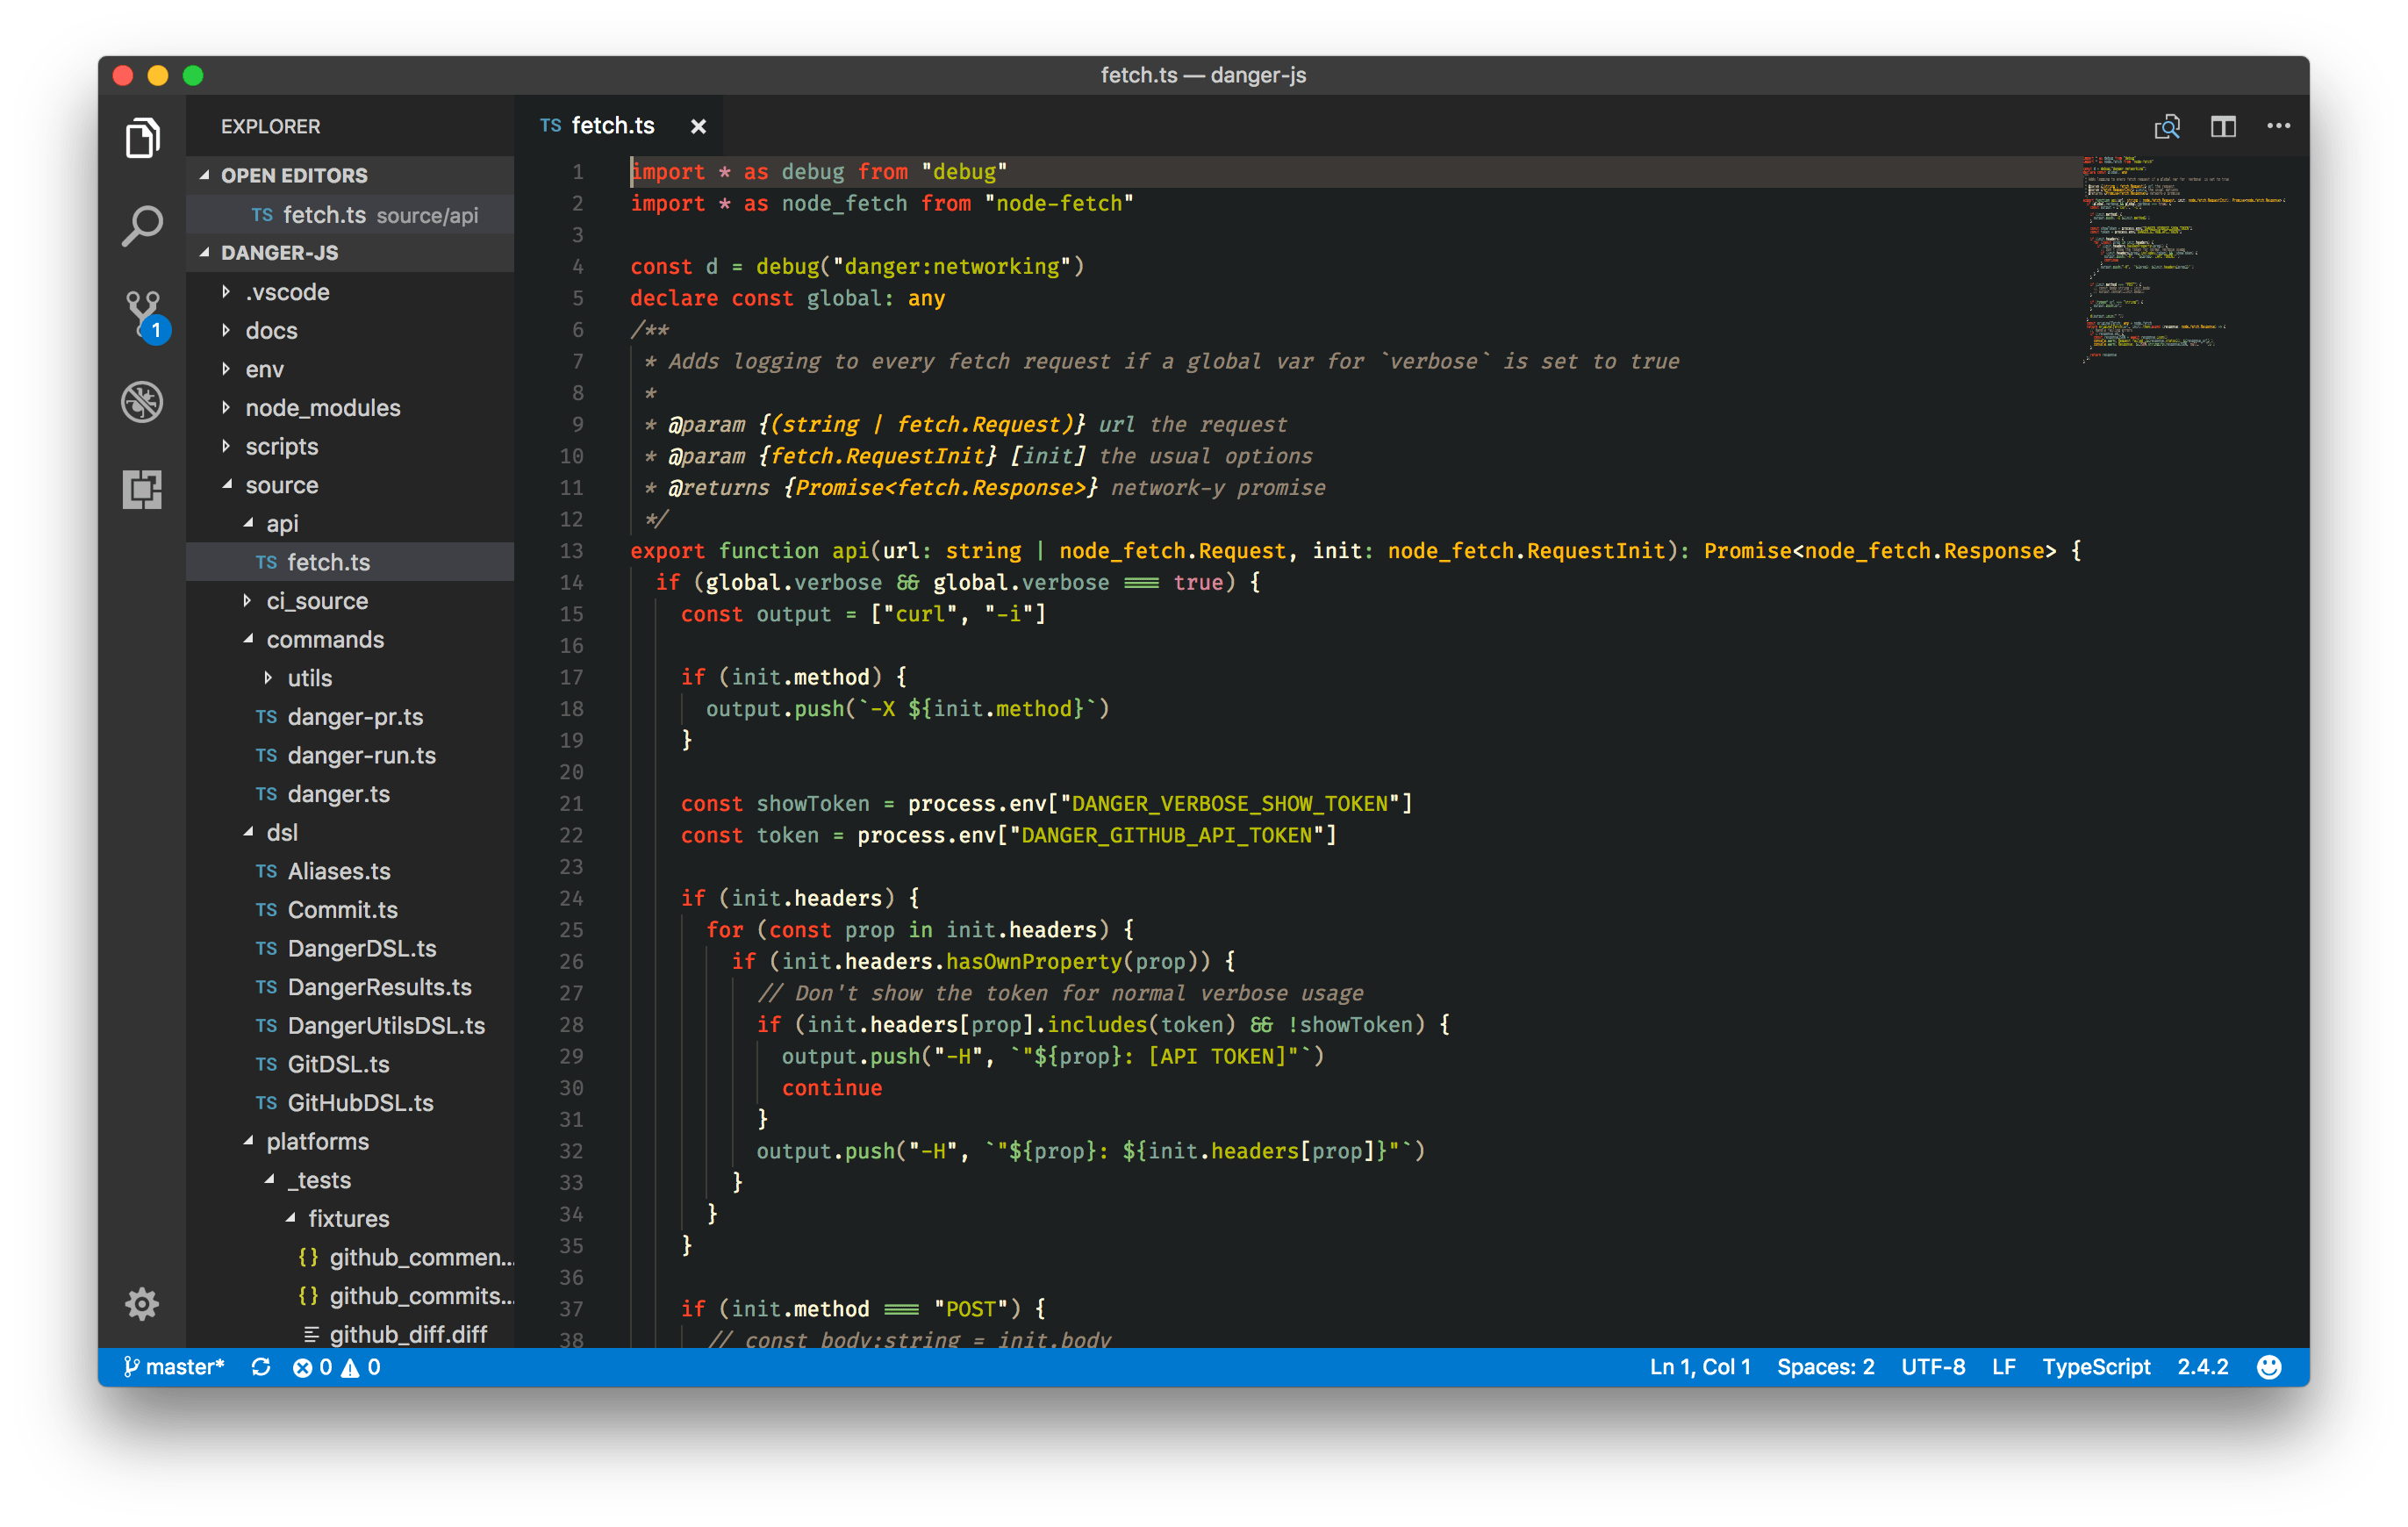 fetch.ts — danger-js
EXPLORER
OPEN EDITORS
TS fetch.ts source/api
DANGER-JS
.vscode
docs
1
env
node_modules
scripts
source
api
TS fetch.ts
ci_source
commands
utils
TS danger-pr.ts
TS danger-run.ts
TS danger.ts
dsl
TS Aliases.ts
TS Commit.ts
TS DangerDSL.ts
TS DangerResults.ts
TS DangerUtilsDSL.ts
TS GitDSL.ts
TS GitHubDSL.ts
platforms
_tests
fixtures
{} github_commen...
{} github_commits...
github_diff.diff
TS fetch.ts
1 import * as debug from "debug"
2 import * as node_fetch from "node-fetch"
3
4 const d = debug("danger:networking")
5 declare const global: any
6 /**
7  * Adds logging to every fetch request if a global var for `verbose` is set to true
8  *
9  * @param {(string | fetch.Request)} url the request
10  * @param {fetch.RequestInit} [init] the usual options
11  * @returns {Promise<fetch.Response>} network-y promise
12  */
13 export function api(url: string | node_fetch.Request, init: node_fetch.RequestInit): Promise<node_fetch.Response> {
14   if (global.verbose && global.verbose === true) {
15     const output = ["curl", "-i"]
16
17     if (init.method) {
18       output.push(`-X ${init.method}`)
19     }
20
21     const showToken = process.env["DANGER_VERBOSE_SHOW_TOKEN"]
22     const token = process.env["DANGER_GITHUB_API_TOKEN"]
23
24     if (init.headers) {
25       for (const prop in init.headers) {
26         if (init.headers.hasOwnProperty(prop)) {
27           // Don't show the token for normal verbose usage
28           if (init.headers[prop].includes(token) && !showToken) {
29             output.push("-H", `"${prop}: [API TOKEN]"`)
30             continue
31           }
32           output.push("-H", `"${prop}: ${init.headers[prop]}"`)
33         }
34       }
35     }
36
37     if (init.method === "POST") {
38       // const body:string = init.body
master* 0 0
Ln 1, Col 1 Spaces: 2 UTF-8 LF TypeScript 2.4.2